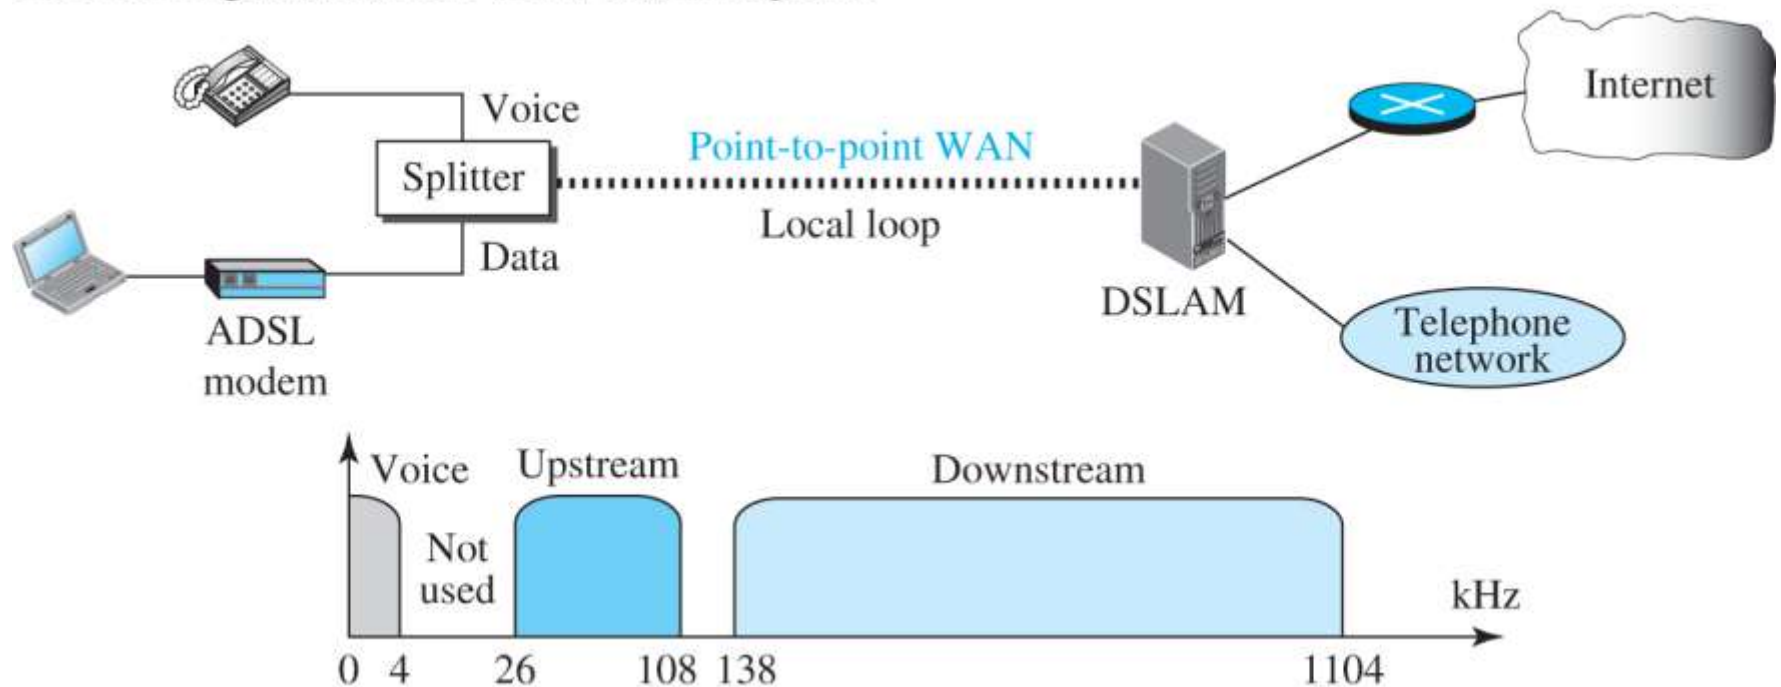 Voice
Internet
Point-to-point WAN
Splitter
Local loop
Data
DSLAM
ADSL
modem
Telephone
network
Voice
Upstream
Downstream
Not
used
kHz
0 4 26 108 138 1104